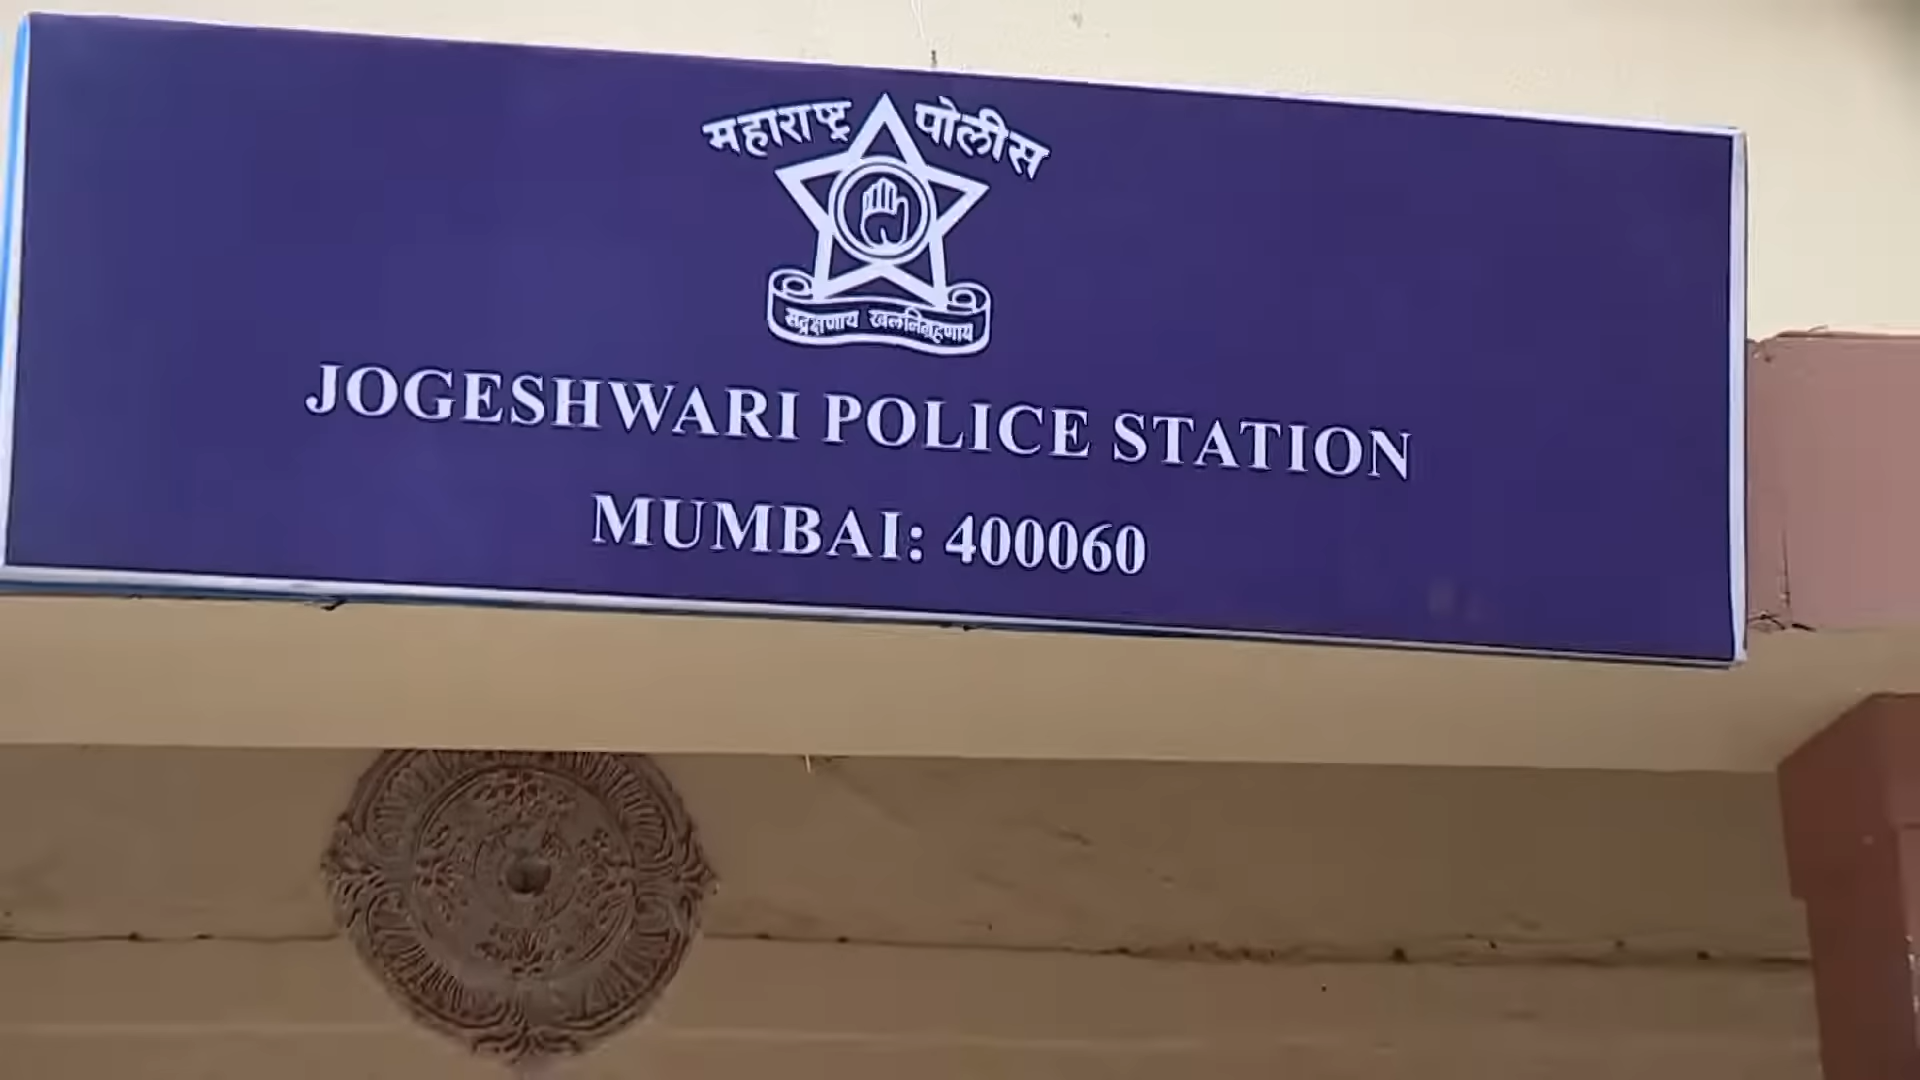 महाराष्ट्र पोलीस
सद्रक्षणाय खलनिग्रहणाय
JOGESHWARI POLICE STATION
MUMBAI: 400060